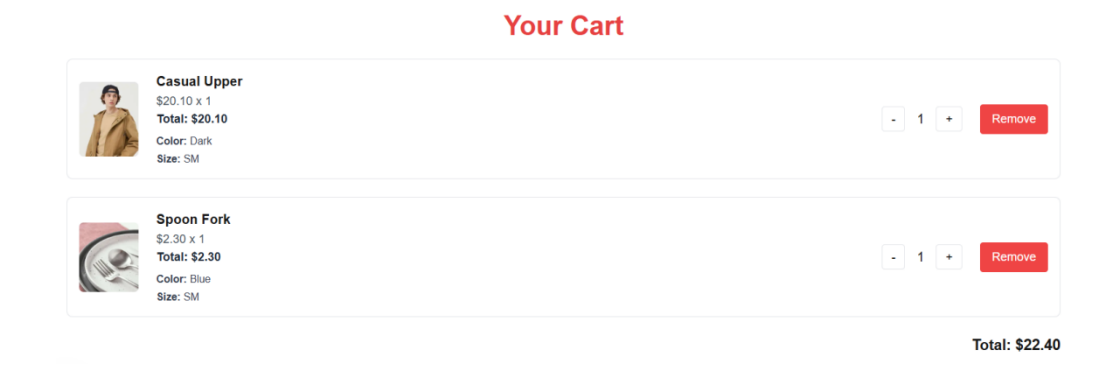 Your Cart
Casual Upper
$20.10 x 1
Total: $20.10
Color: Dark
Size: SM
- 1 + Remove
Spoon Fork
$2.30 x 1
Total: $2.30
Color: Blue
Size: SM
- 1 + Remove
Total: $22.40